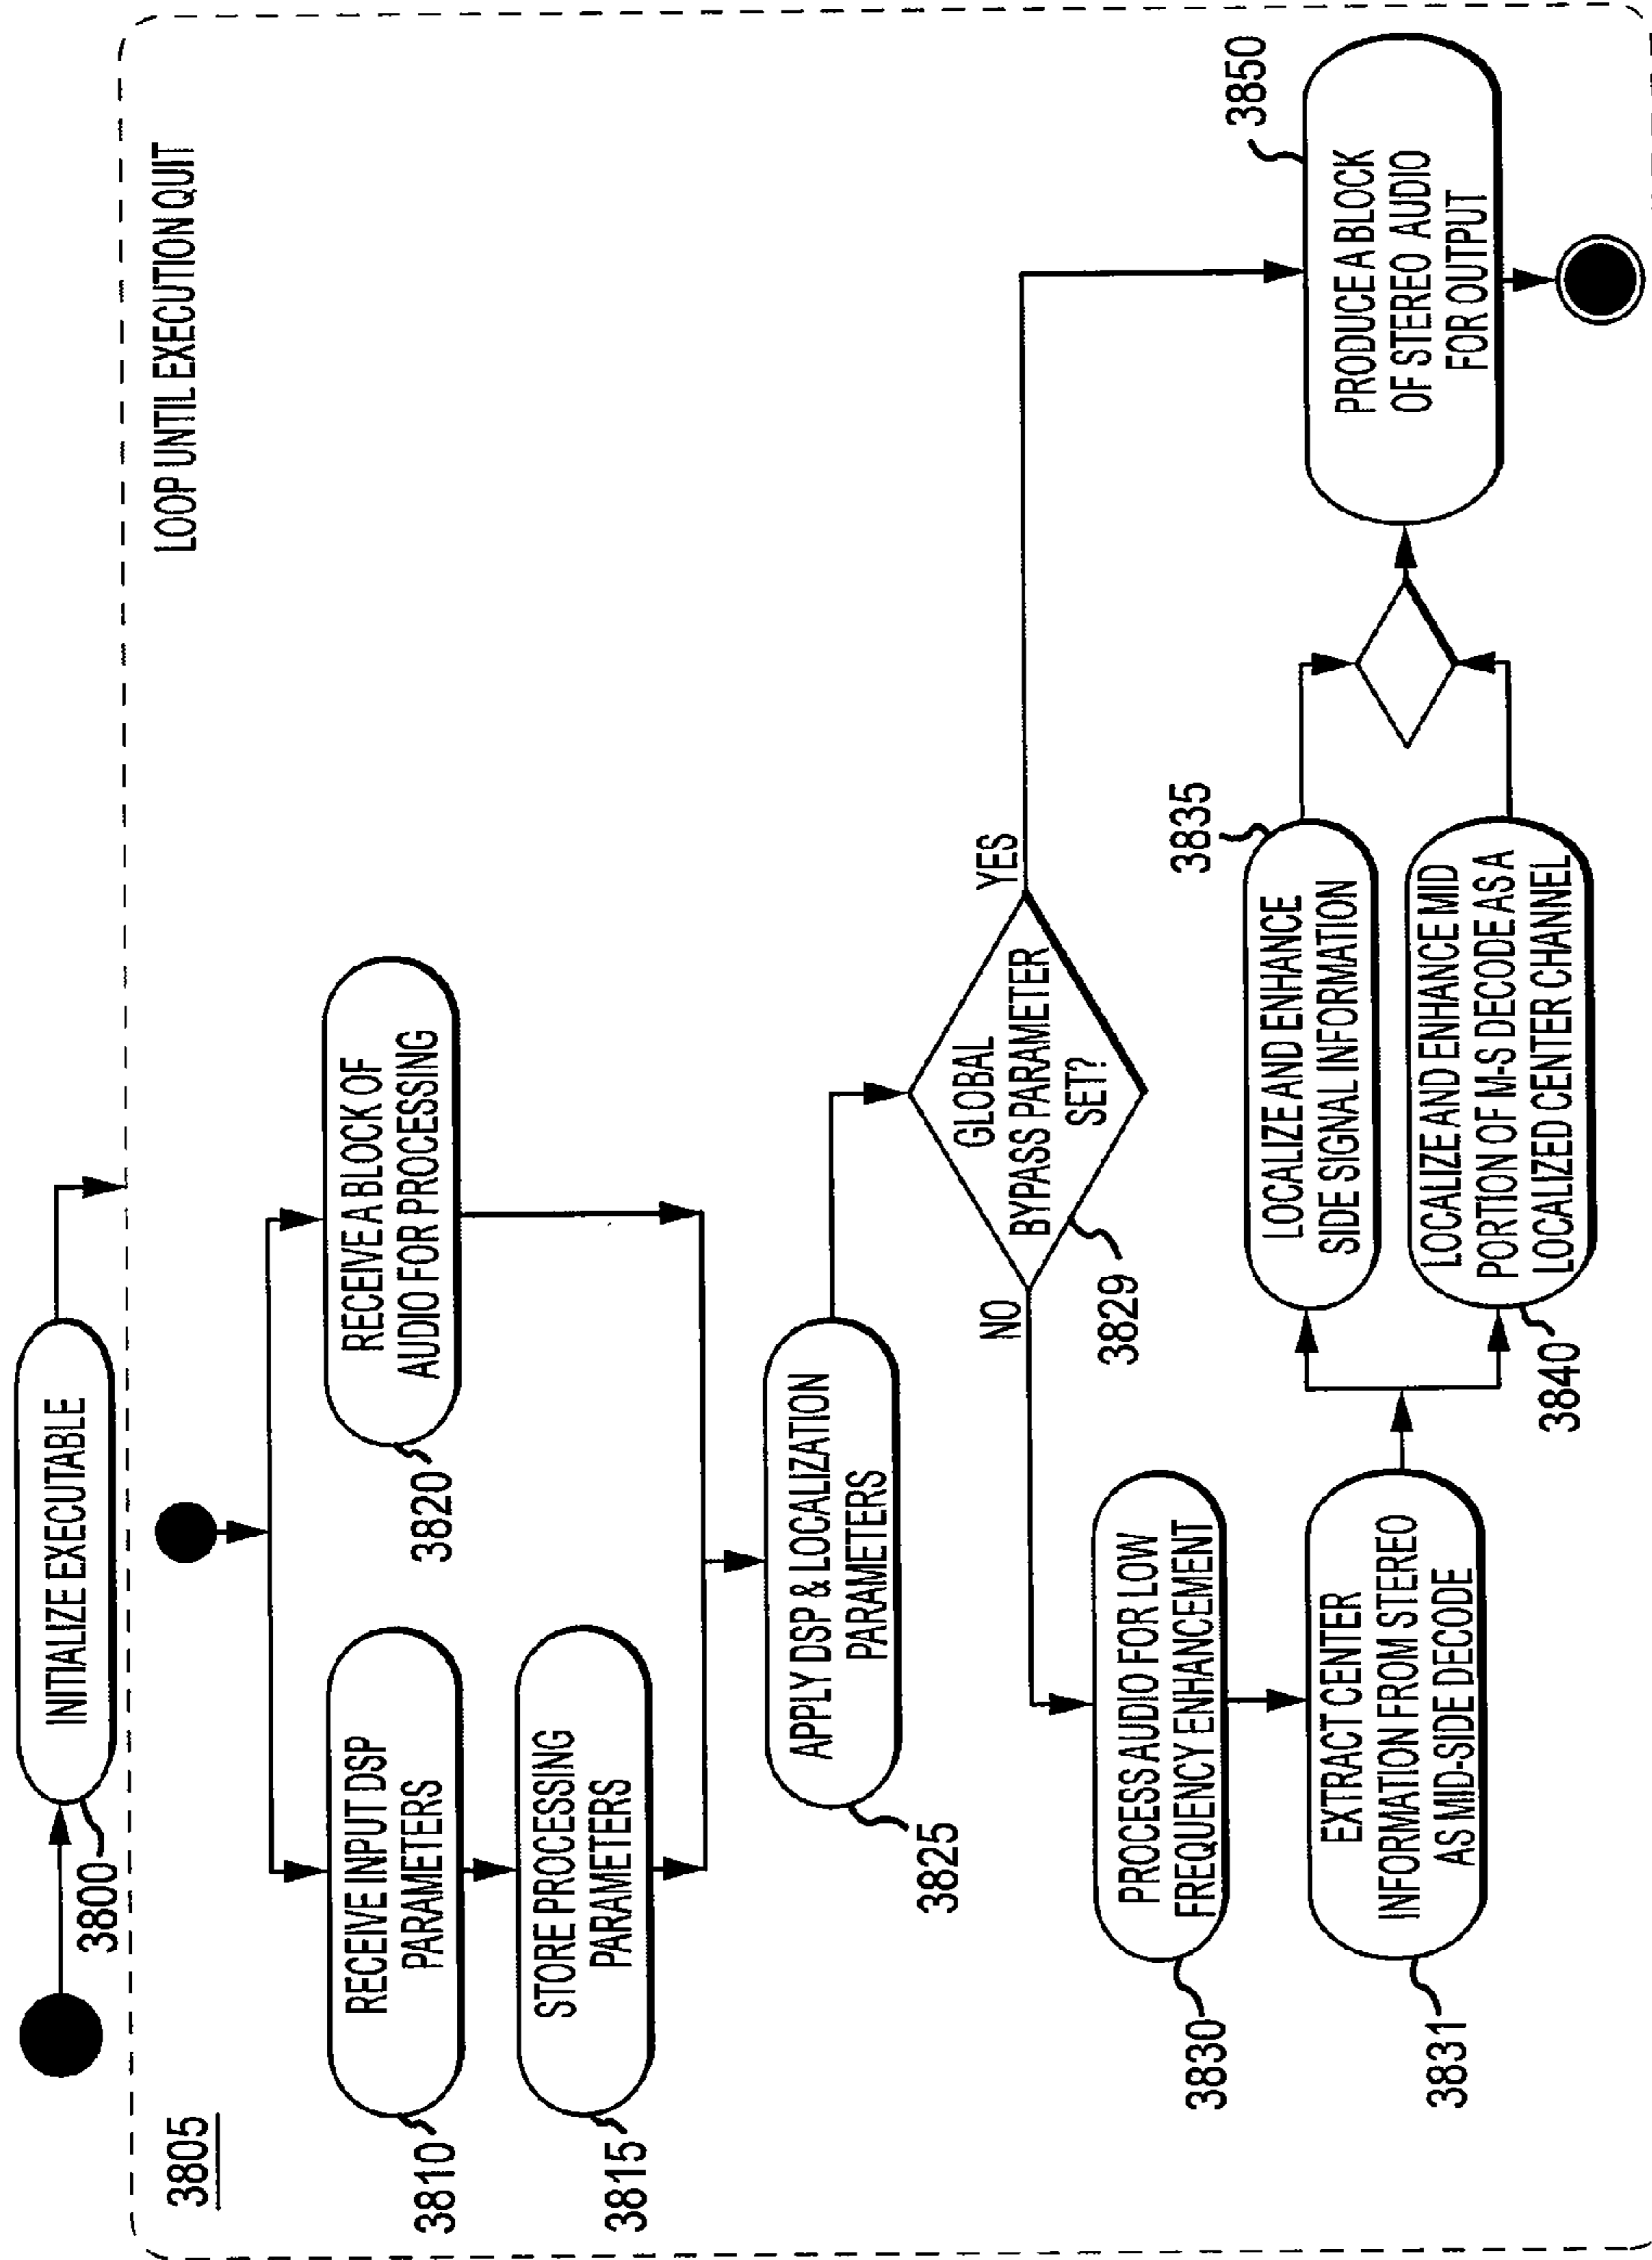 3800
INITIALIZE EXECUTABLE
3805
LOOP UNTIL EXECUTION QUIT
3810
RECEIVE INPUT DSP
PARAMETERS
3820
RECEIVE A BLOCK OF
AUDIO FOR PROCESSING
3815
STORE PROCESSING
PARAMETERS
3825
APPLY DSP & LOCALIZATION
PARAMETERS
GLOBAL
BYPASS PARAMETER
SET?
3829
NO
YES
3830
PROCESS AUDIO FOR LOW
FREQUENCY ENHANCEMENT
3831
EXTRACT CENTER
INFORMATION FROM STEREO
AS MID-SIDE DECODE
3835
LOCALIZE AND ENHANCE
SIDE SIGNAL INFORMATION
3840
LOCALIZE AND ENHANCE MID
PORTION OF M-S DECODE AS A
LOCALIZED CENTER CHANNEL
3850
PRODUCE A BLOCK
OF STEREO AUDIO
FOR OUTPUT